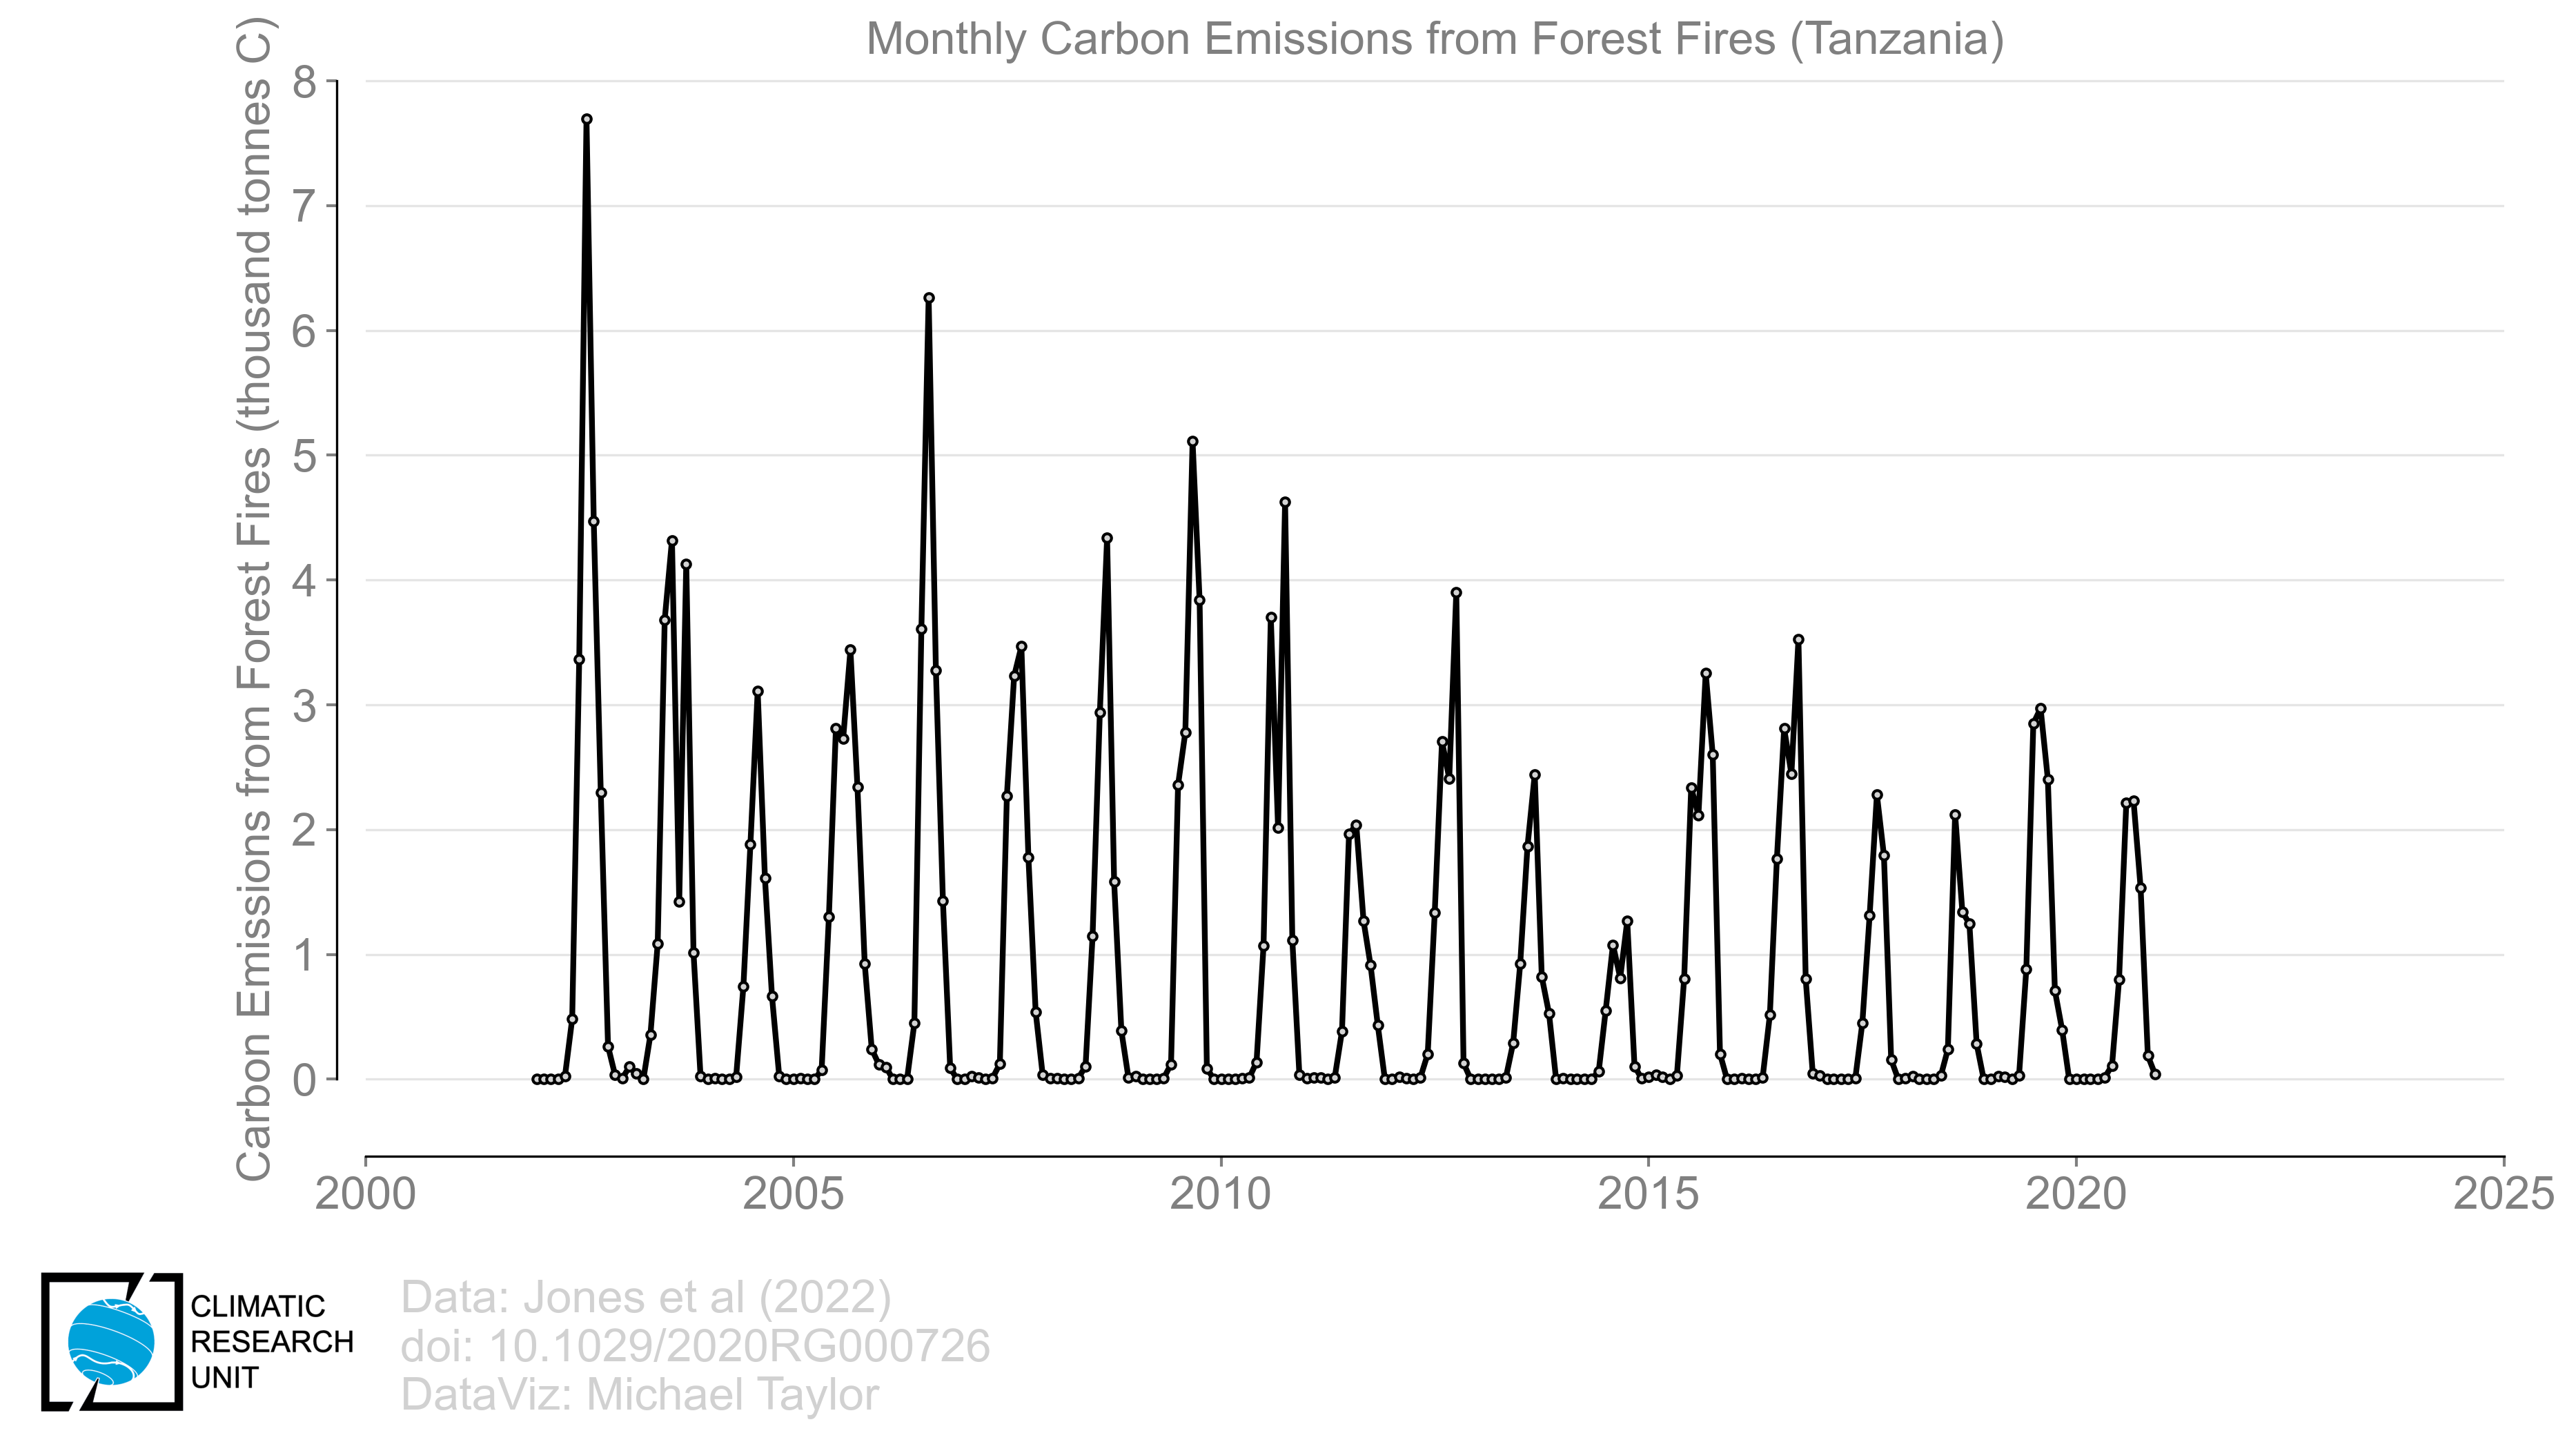 Monthly Carbon Emissions from Forest Fires (Tanzania)
Carbon Emissions from Forest Fires (thousand tonnes C)
8
7
6
5
4
3
2
1
0
2000
2005
2010
2015
2020
2025
CLIMATIC
RESEARCH
UNIT
Data: Jones et al (2022)
doi: 10.1029/2020RG000726
DataViz: Michael Taylor